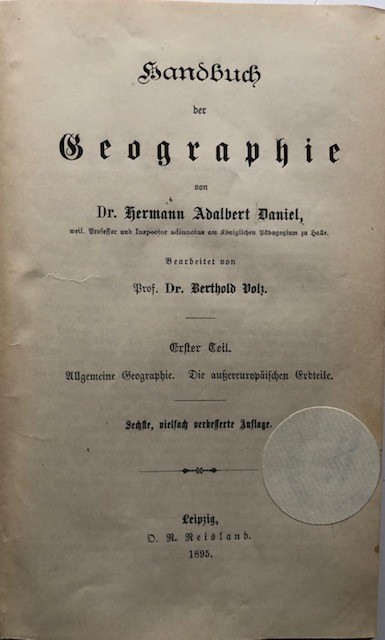 Handbuch
der
Geographie
von
Dr. Hermann Adalbert Daniel,
weil. Professor und Inspector adiunctus am Königlichen Pädagogium zu Halle.
Bearbeitet von
Prof. Dr. Berthold Volz.
Erster Teil.
Allgemeine Geographie. Die außereuropäischen Erdteile.
Sechste, vielfach verbesserte Auflage.
Leipzig,
O. R. Reisland.
1895.